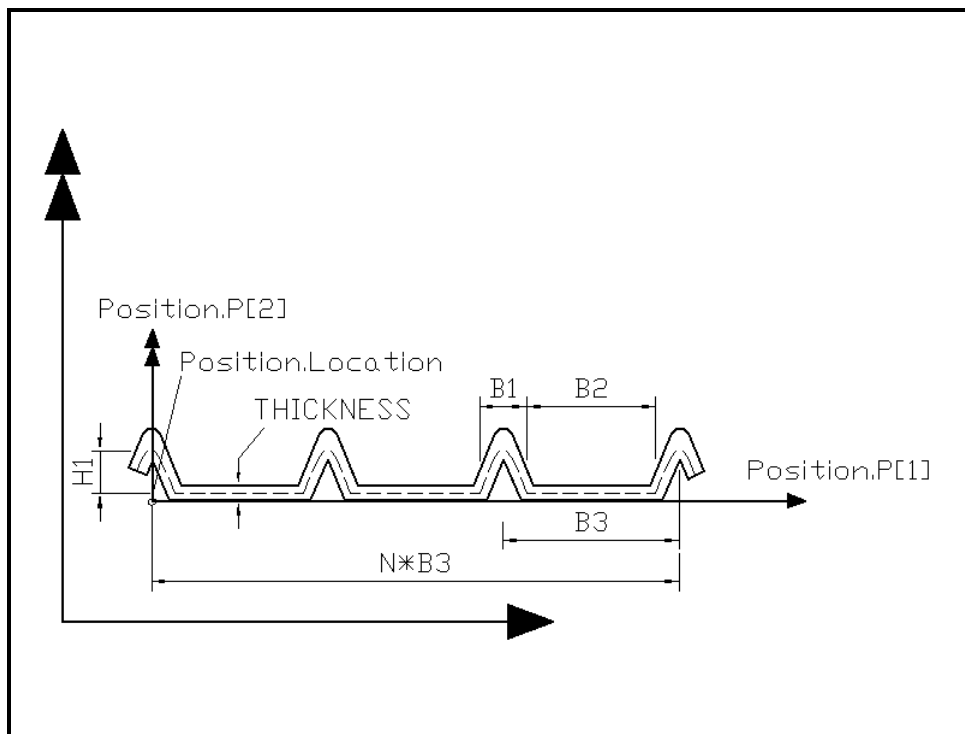 Position.P[2]
Position.Location
THICKNESS
B1
B2
H1
Position.P[1]
B3
N*B3